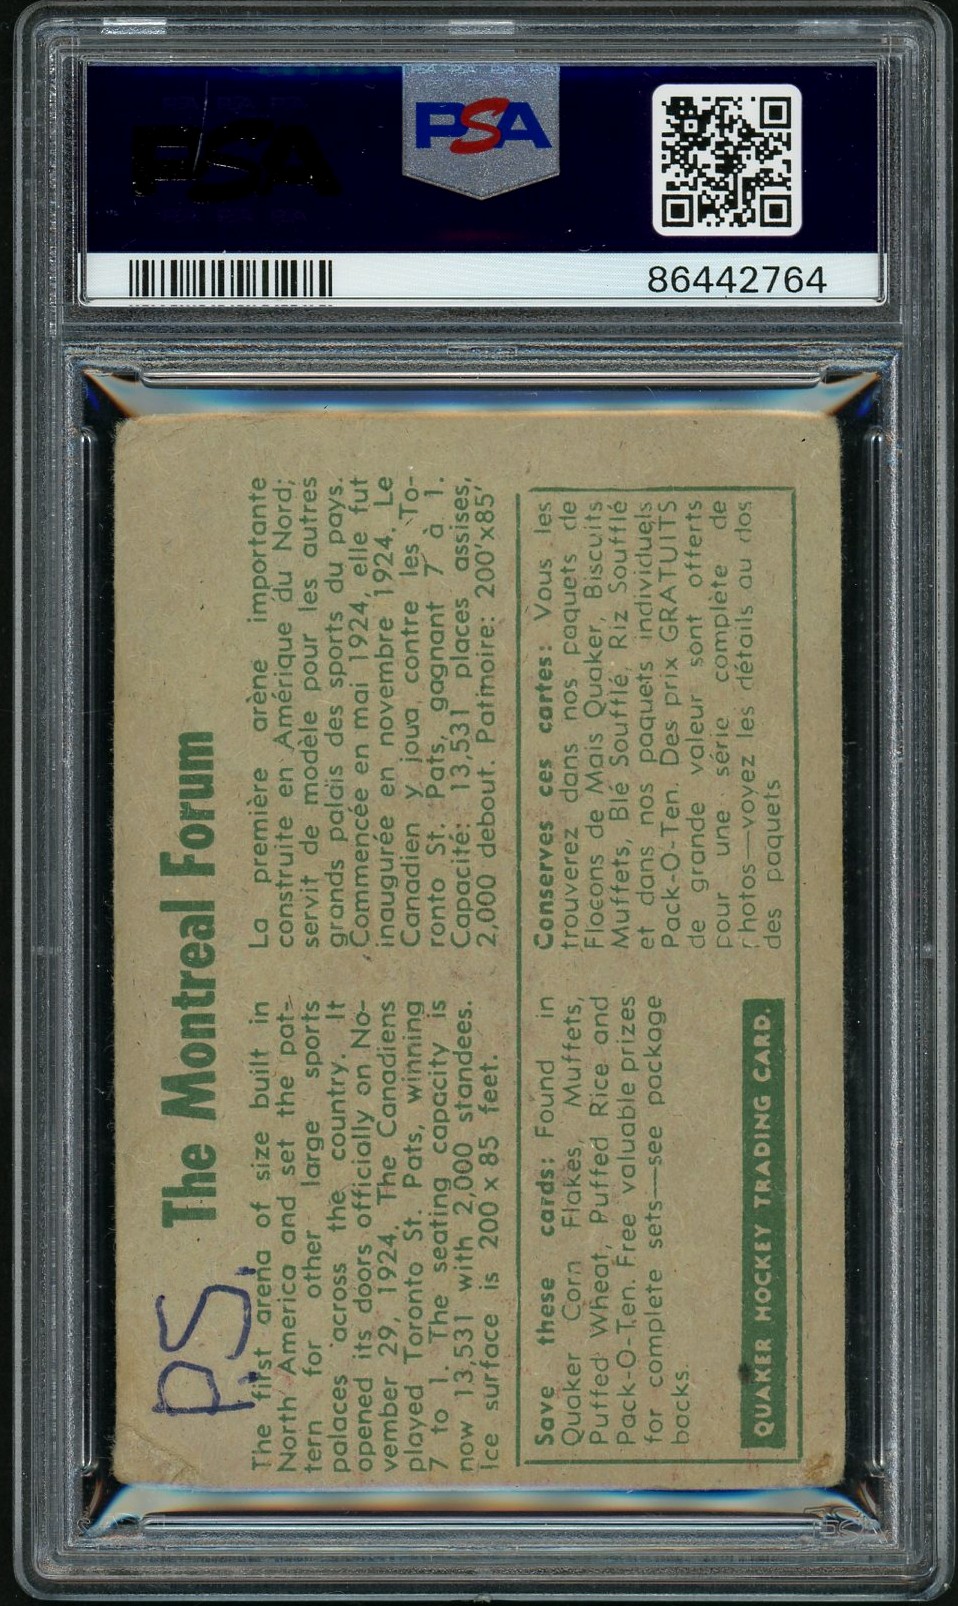 PSA
PSA
86442764
P.S.
The Montreal Forum
The first arena of size built in
North America and set the pat-
tern for other large sports
palaces across the country. It
opened its doors officially on No-
vember 29, 1924. The Canadiens
played Toronto St. Pats, winning
7 to 1. The seating capacity is
now 13,531 with 2,000 standees.
Ice surface is 200 x 85 feet.
La première arène importante
construite en Amérique du Nord;
servit de modèle pour les autres
grands palais des sports du pays.
Commencée en mai 1924, elle fut
inaugurée en novembre 1924. Le
Canadien y joua, contre les To-
ronto St. Pats, gagnant 7 à 1.
Capacité: 13,531 places assises,
2,000 debout. Patinoire: 200'x85'
Save these cards: Found in
Quaker Corn Flakes, Muffets,
Puffed Wheat, Puffed Rice and
Pack-O-Ten. Free valuable prizes
for complete sets—see package
backs.
QUAKER HOCKEY TRADING CARD.
Conserves ces cartes: Vous les
trouverez dans nos paquets de
Flocons de Mais Quaker, Biscuits
Muffets, Blé Soufflé, Riz Soufflé
et dans nos paquets individuels
Pack-O-Ten. Des prix GRATUITS
de grande valeur sont offerts
pour une série complète de
photos—voyez les détails au dos
des paquets